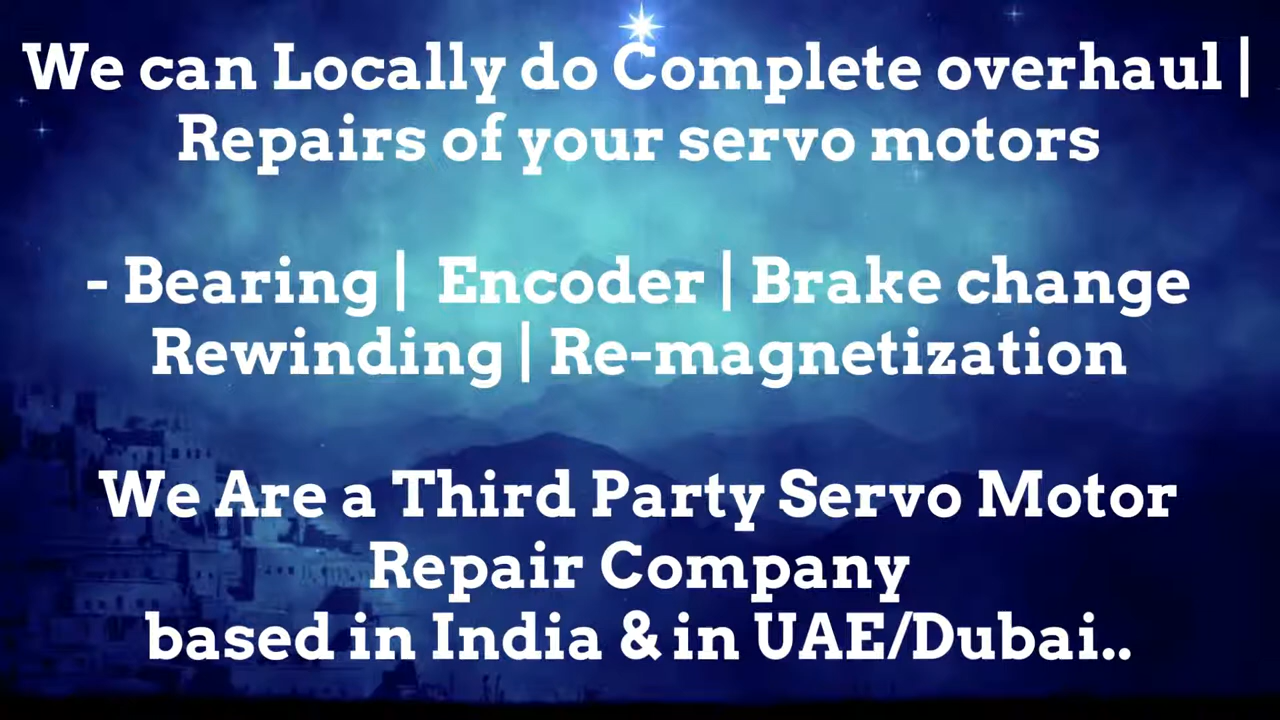 We can Locally do Complete overhaul |
Repairs of your servo motors
- Bearing | Encoder | Brake change
Rewinding | Re-magnetization
We Are a Third Party Servo Motor
Repair Company
based in India & in UAE/Dubai..